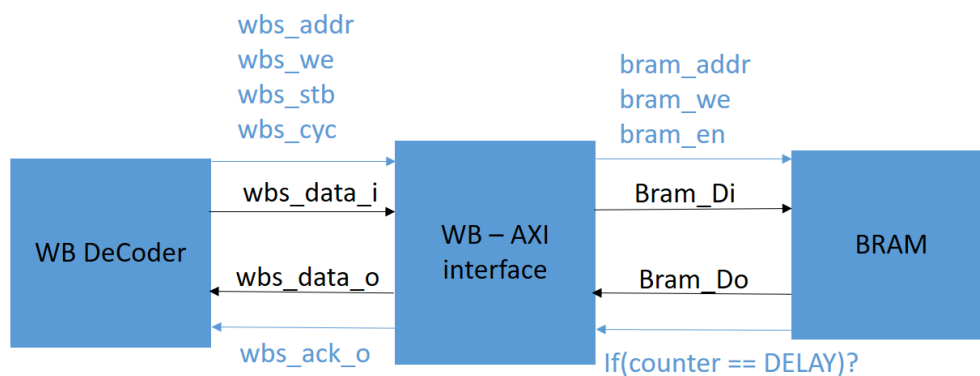 wbs_addr
wbs_we
wbs_stb
wbs_cyc
bram_addr
bram_we
bram_en
WB DeCoder
wbs_data_i
wbs_data_o
wbs_ack_o
WB – AXI
interface
Bram_Di
Bram_Do
If(counter == DELAY)?
BRAM